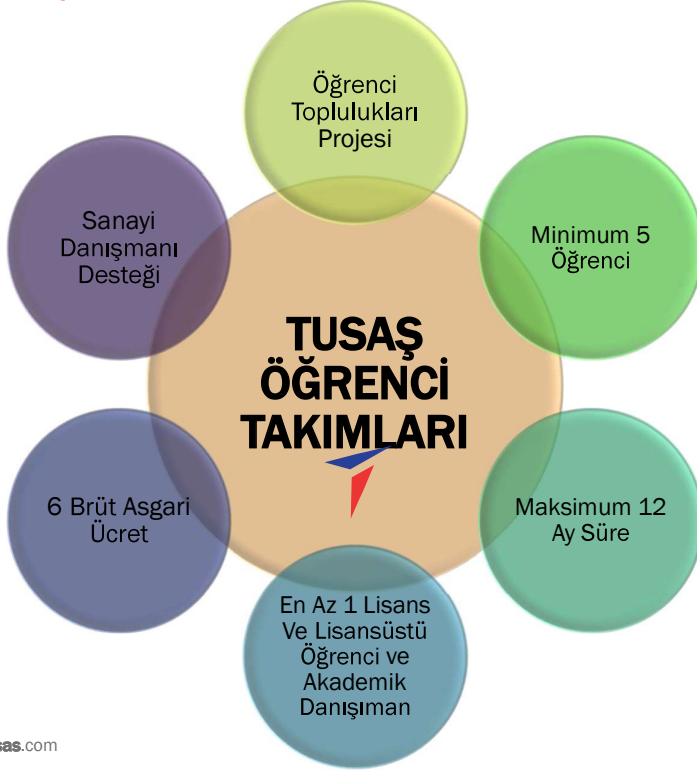 Öğrenci
Toplulukları
Projesi
Minimum 5
Öğrenci
Maksimum 12
Ay Süre
En Az 1 Lisans
Ve Lisansüstü
Öğrenci ve
Akademik
Danışıman
6 Brüt Asgari
Ücret
Sanayi
Danışmanı
Desteği
TUSAŞ
ÖĞRENCİ
TAKIMLARI
sas.com